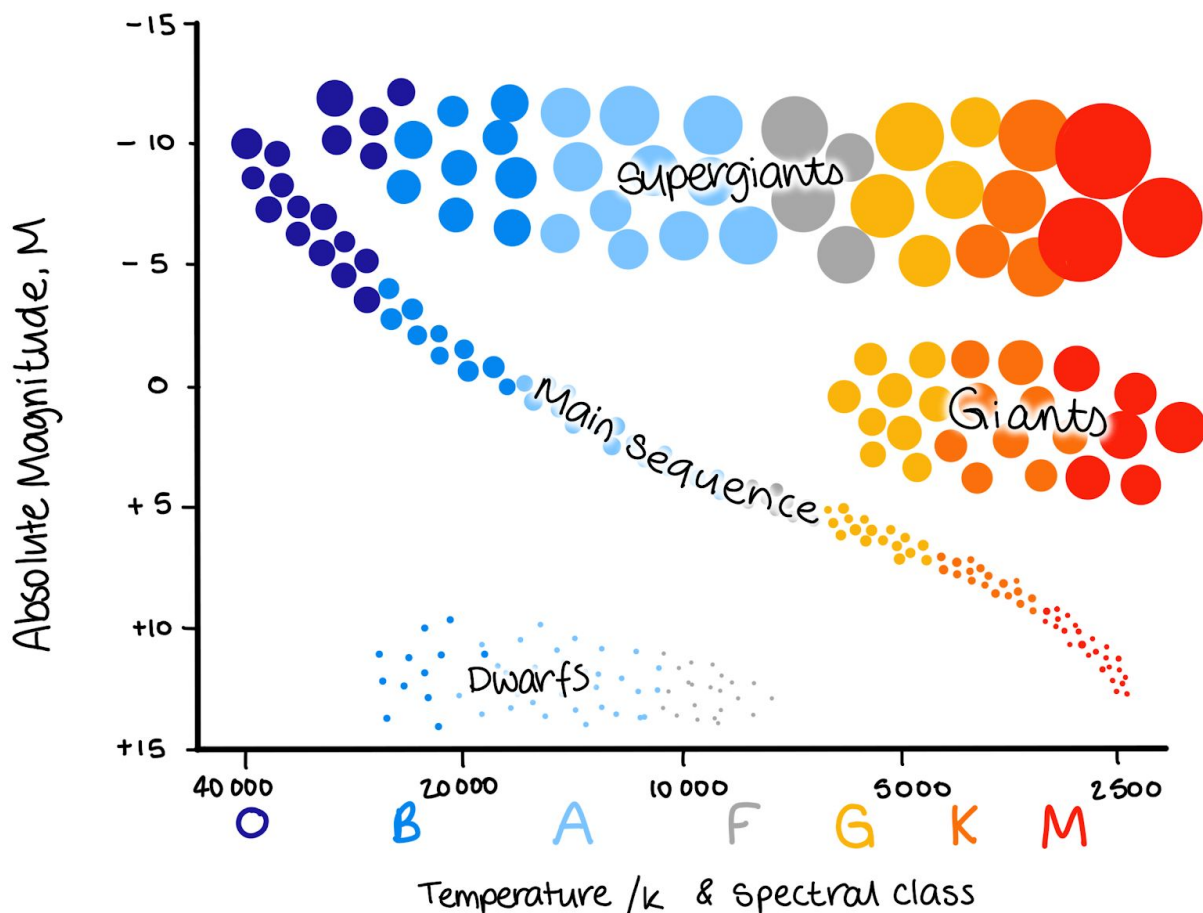 -15
-10
-5
0
+5
+10
+15
Absolute Magnitude, M
Supergiants
Giants
Main sequence
Dwarfs
40 000 20 000 10 000 5000 2500
O B A F G K M
Temperature /K & spectral class